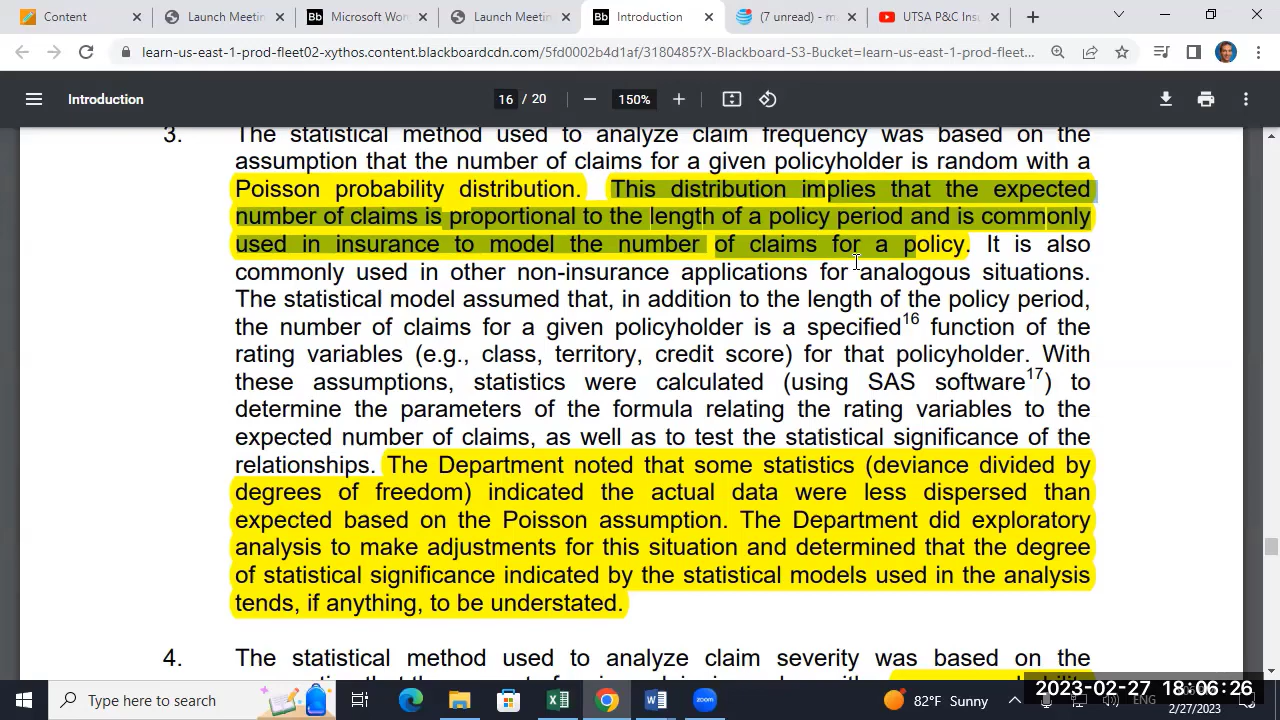 Content
Launch Meetin
Microsoft Wor
Launch Meetin
Introduction
(7 unread) - m
UTSA P&C Ins
learn-us-east-1-prod-fleet02-xythos.content.blackboardcdn.com/5fd0002b4d1af/3180485?X-Blackboard-S3-Bucket=learn-us-east-1-prod-fleet...
Introduction
16 / 20
150%
3. The statistical method used to analyze claim frequency was based on the
assumption that the number of claims for a given policyholder is random with a
Poisson probability distribution. This distribution implies that the expected
number of claims is proportional to the length of a policy period and is commonly
used in insurance to model the number of claims for a policy. It is also
commonly used in other non-insurance applications for analogous situations.
The statistical model assumed that, in addition to the length of the policy period,
the number of claims for a given policyholder is a specified16 function of the
rating variables (e.g., class, territory, credit score) for that policyholder. With
these assumptions, statistics were calculated (using SAS software17) to
determine the parameters of the formula relating the rating variables to the
expected number of claims, as well as to test the statistical significance of the
relationships. The Department noted that some statistics (deviance divided by
degrees of freedom) indicated the actual data were less dispersed than
expected based on the Poisson assumption. The Department did exploratory
analysis to make adjustments for this situation and determined that the degree
of statistical significance indicated by the statistical models used in the analysis
tends, if anything, to be understated.
4. The statistical method used to analyze claim severity was based on the
Type here to search
zoom
82°F Sunny
ENG
2023-02-27 18:06:26
2/27/2023